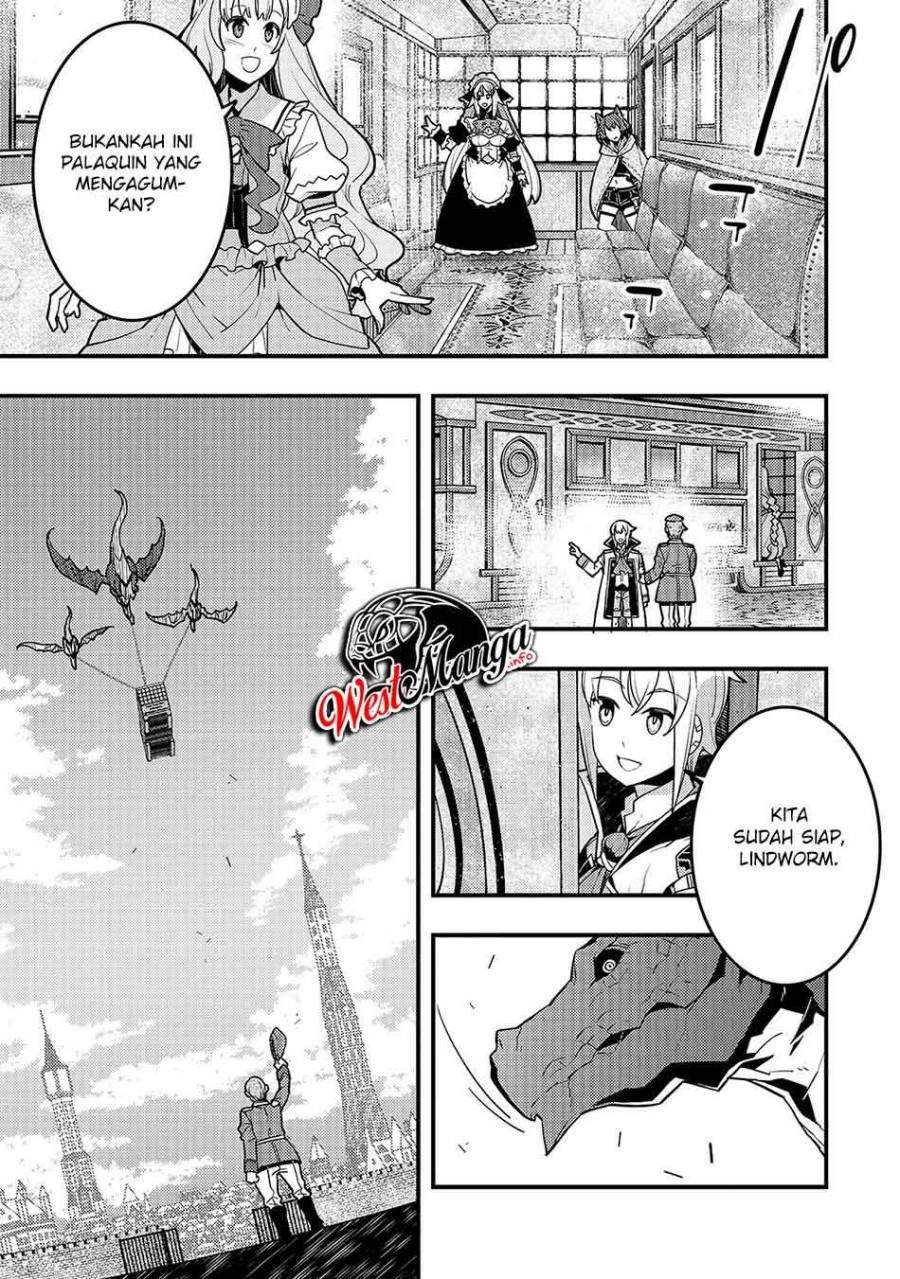 BUKANKAH INI
PALAQUIN YANG
MENGAGUM-
KAN?
WestManga
.info
KITA
SUDAH SIAP,
LINDWORM.